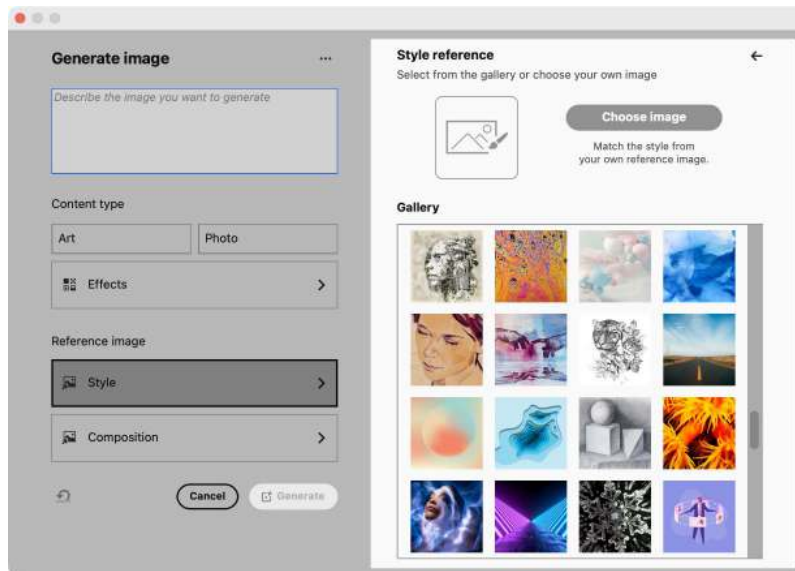 Generate image
...
Describe the image you want to generate
Content type
Art
Photo
Effects
Reference image
Style
Composition
Cancel
Generate
Style reference
Select from the gallery or choose your own image
Choose image
Match the style from
your own reference image.
Gallery